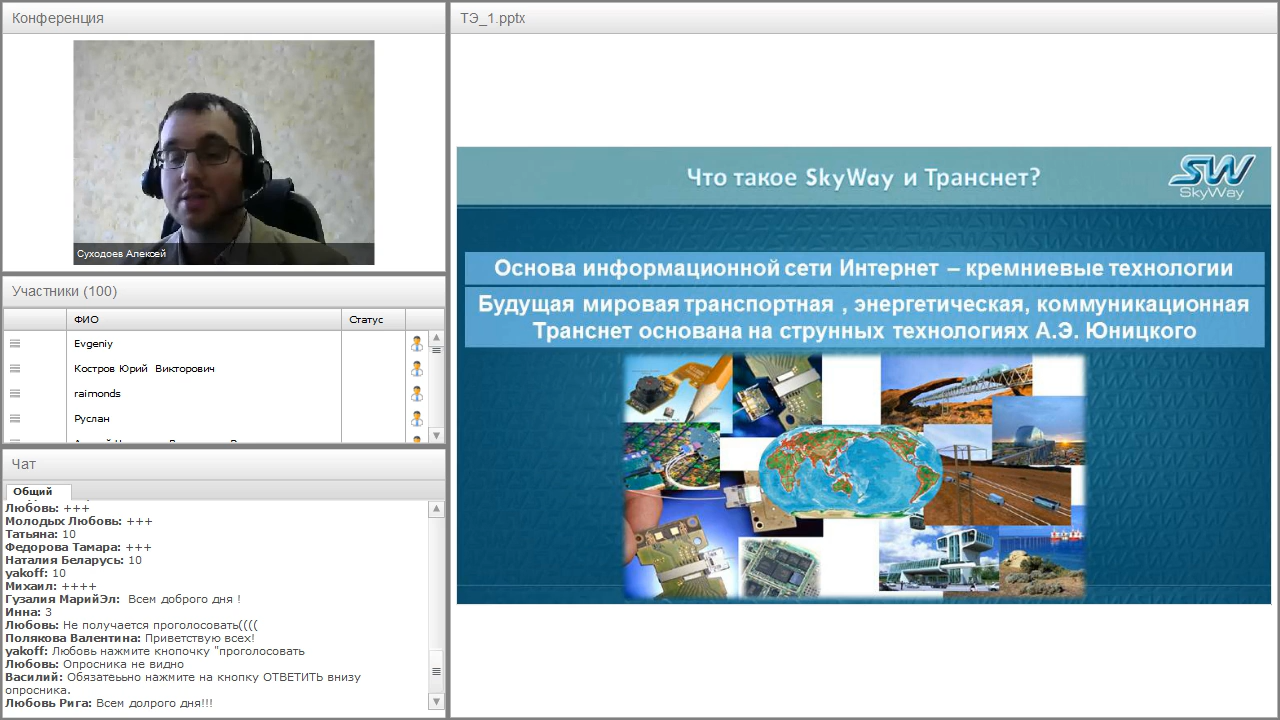 Конференция
Суходоев Алексей
Участники (100)
ФИО
Статус
Evgeniy
Костров Юрий Викторович
raimonds
Руслан
Чат
Общий
Любовь: +++
Молодых Любовь: +++
Татьяна: 10
Федорова Тамара: +++
Наталия Беларусь: 10
yakoff: 10
Михаил: ++++
Гузалия МарийЭл: Всем доброго дня !
Инна: 3
Любовь: Не получается проголосовать((((
Полякова Валентина: Приветствую всех!
yakoff: Любовь нажмите кнопочку "проголосовать
Любовь: Опросника не видно
Василий: Обязатеььно нажмите на кнопку ОТВЕТИТЬ внизу
опросника.
Любовь Рига: Всем долрого дня!!!
ТЭ_1.pptx
Что такое SkyWay и Транснет?
SW
SkyWay
Основа информационной сети Интернет – кремниевые технологии
Будущая мировая транспортная , энергетическая, коммуникационная
Транснет основана на струнных технологиях А.Э. Юницкого